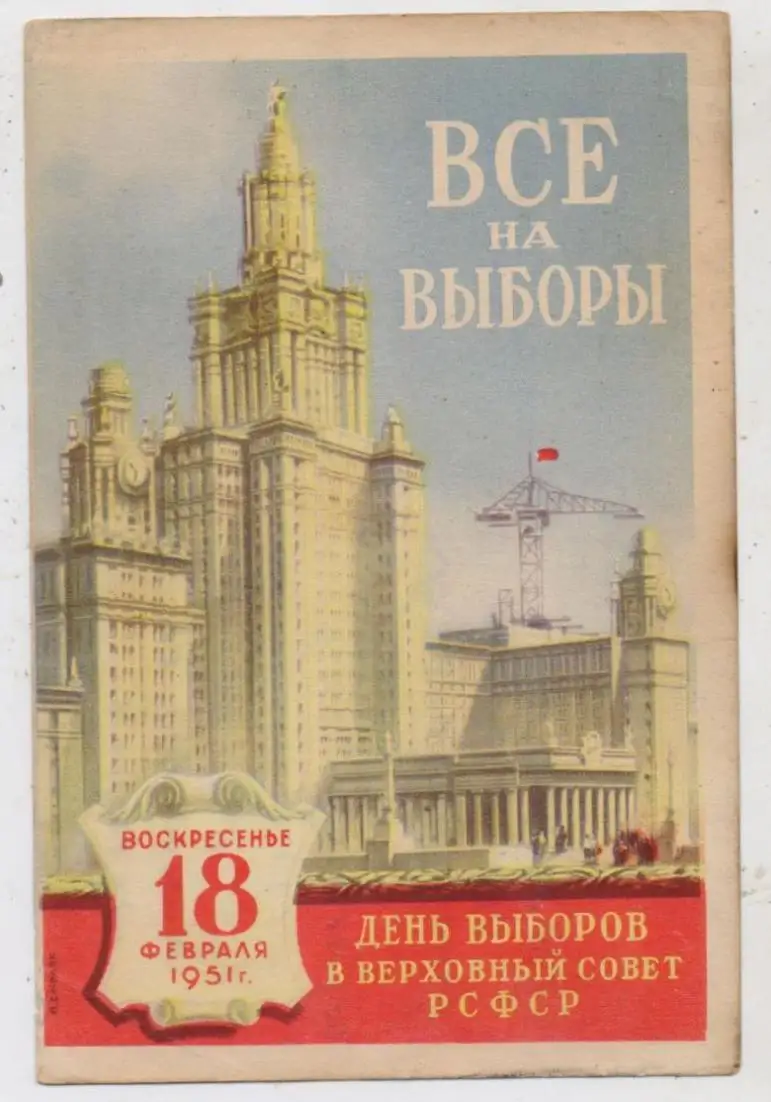 ВСЕ
НА
ВЫБОРЫ
ВОСКРЕСЕНЬЕ
18
ФЕВРАЛЯ
1951г.
ДЕНЬ ВЫБОРОВ
В ВЕРХОВНЫЙ СОВЕТ
РСФСР